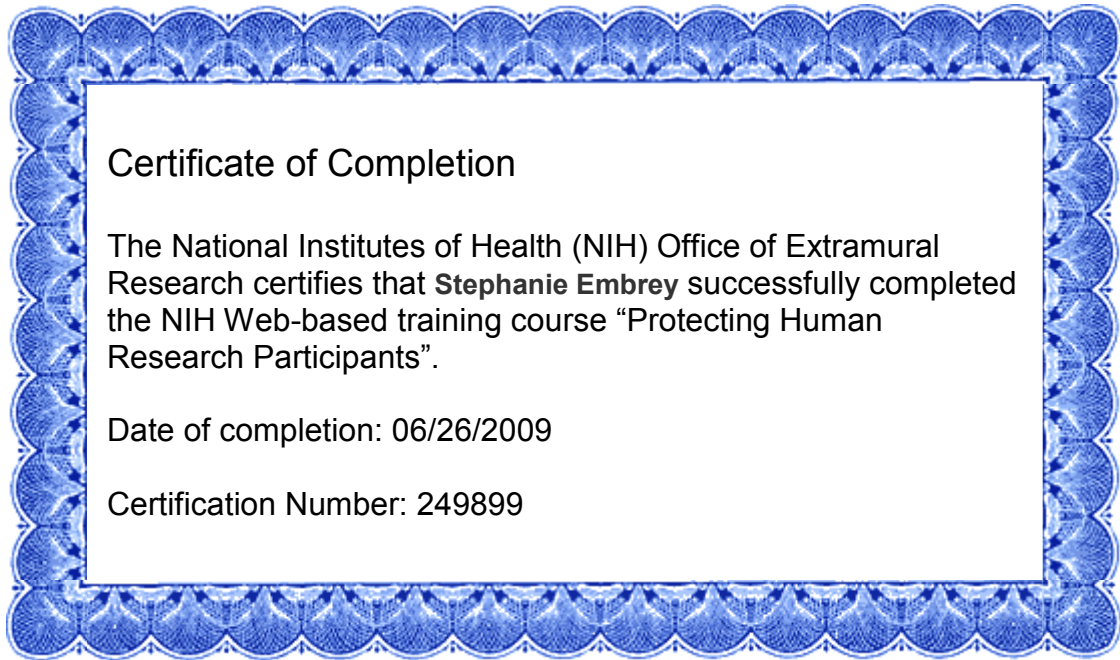 Certificate of Completion
The National Institutes of Health (NIH) Office of Extramural
Research certifies that Stephanie Embrey successfully completed
the NIH Web-based training course “Protecting Human
Research Participants”.
Date of completion: 06/26/2009
Certification Number: 249899